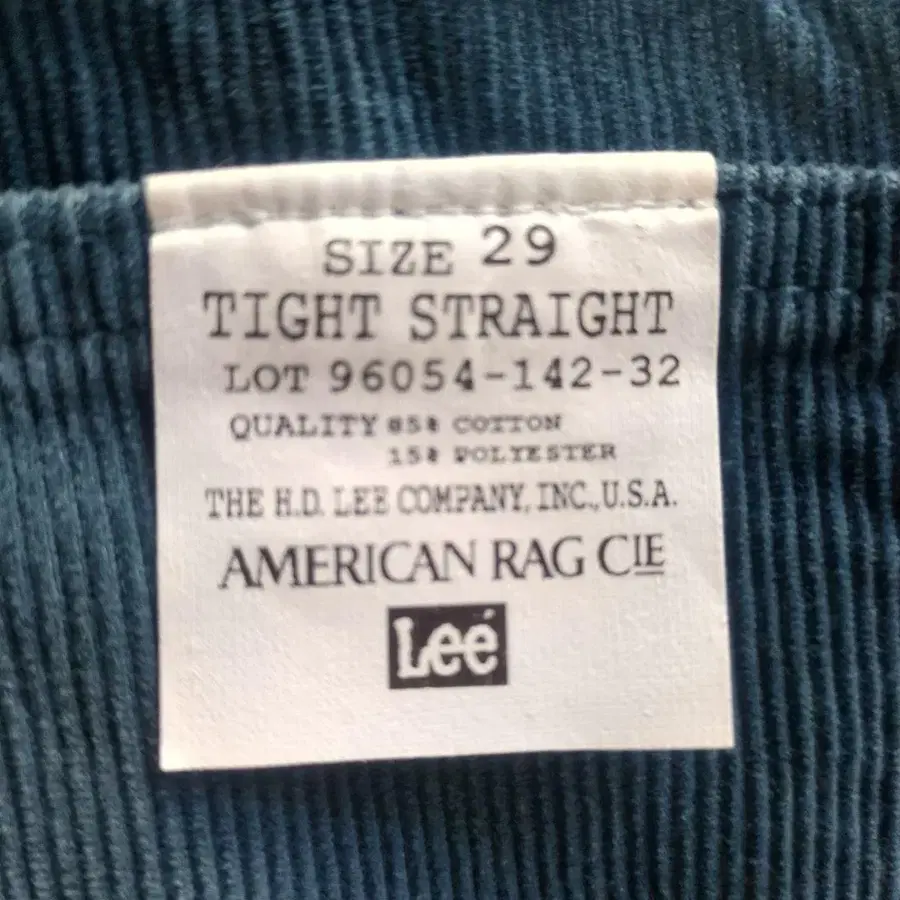 SIZE 29
TIGHT STRAIGHT
LOT 96054-142-32
QUALITY 85% COTTON
15% POLYESTER
THE H.D. LEE COMPANY, INC., U.S.A.
AMERICAN RAG CIE
Lee